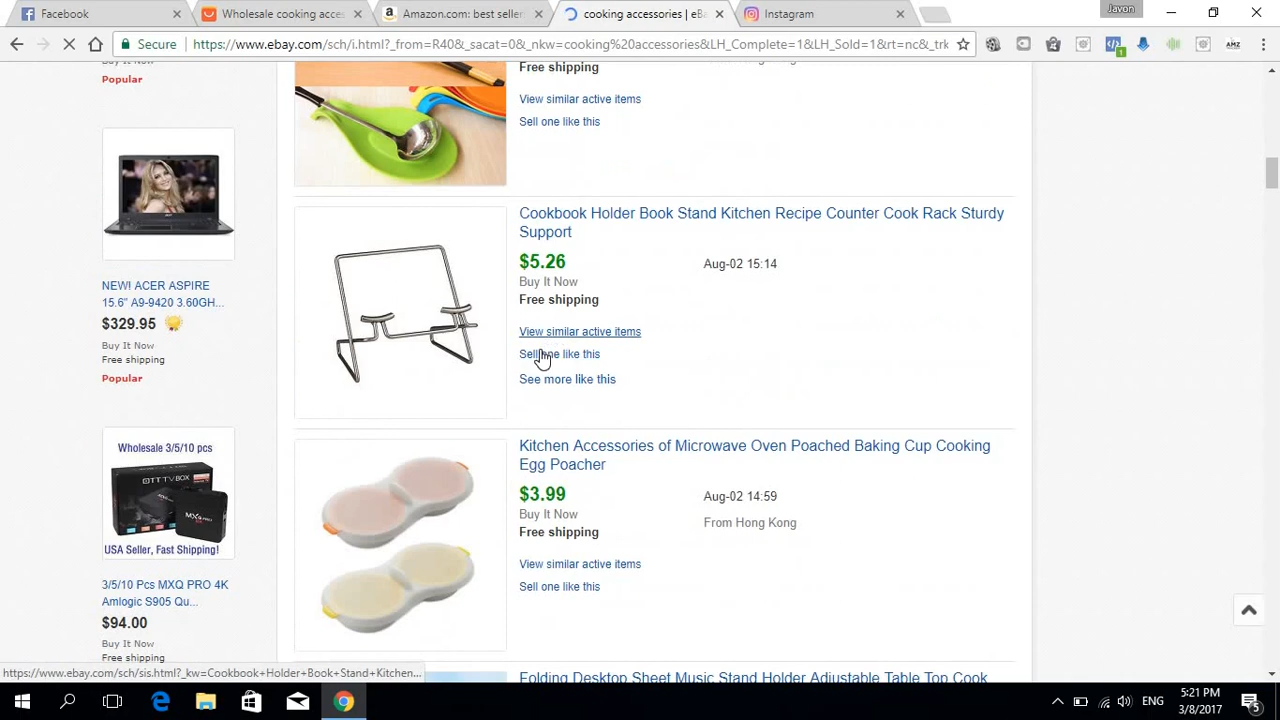 Facebook
Wholesale cooking acces
Amazon.com: best seller
cooking accessories | eB
Instagram
Javon
Secure
https://www.ebay.com/sch/i.html?_from=R40&_sacat=0&_nkw=cooking%20accessories&LH_Complete=1&LH_Sold=1&rt=nc&_trk
AMZ
1
Popular
Free shipping
View similar active items
Sell one like this
Cookbook Holder Book Stand Kitchen Recipe Counter Cook Rack Sturdy
Support
$5.26
Aug-02 15:14
Buy It Now
Free shipping
View similar active items
Sell one like this
See more like this
NEW! ACER ASPIRE
15.6" A9-9420 3.60GH...
$329.95
Buy It Now
Free shipping
Popular
Kitchen Accessories of Microwave Oven Poached Baking Cup Cooking
Egg Poacher
$3.99
Aug-02 14:59
Buy It Now
From Hong Kong
Free shipping
View similar active items
Sell one like this
Wholesale 3/5/10 pcs
OTT TV BOX
MXQ PRO
USA Seller, Fast Shipping!
3/5/10 Pcs MXQ PRO 4K
Amlogic S905 Qu...
$94.00
Buy It Now
Free shipping
Folding Desktop Sheet Music Stand Holder Adjustable Table Top Cook
https://www.ebay.com/sch/sis.html?_kw=Cookbook+Holder+Book+Stand+Kitchen...
ENG
5:21 PM
3/8/2017
5